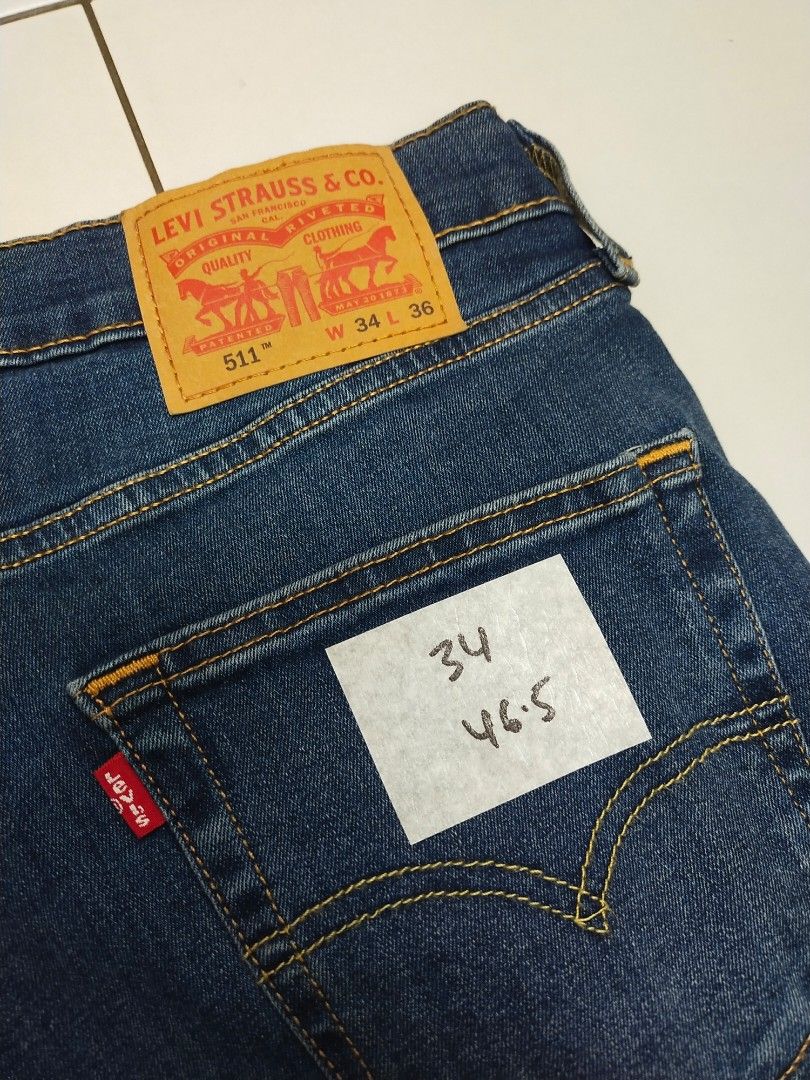 LEVI STRAUSS & CO.
SAN FRANCISCO
CAL.
ORIGINAL RIVETED
QUALITY CLOTHING
PATENTED MAY 20 1873
511™ W 34 L 36
34
46.5
Levi's